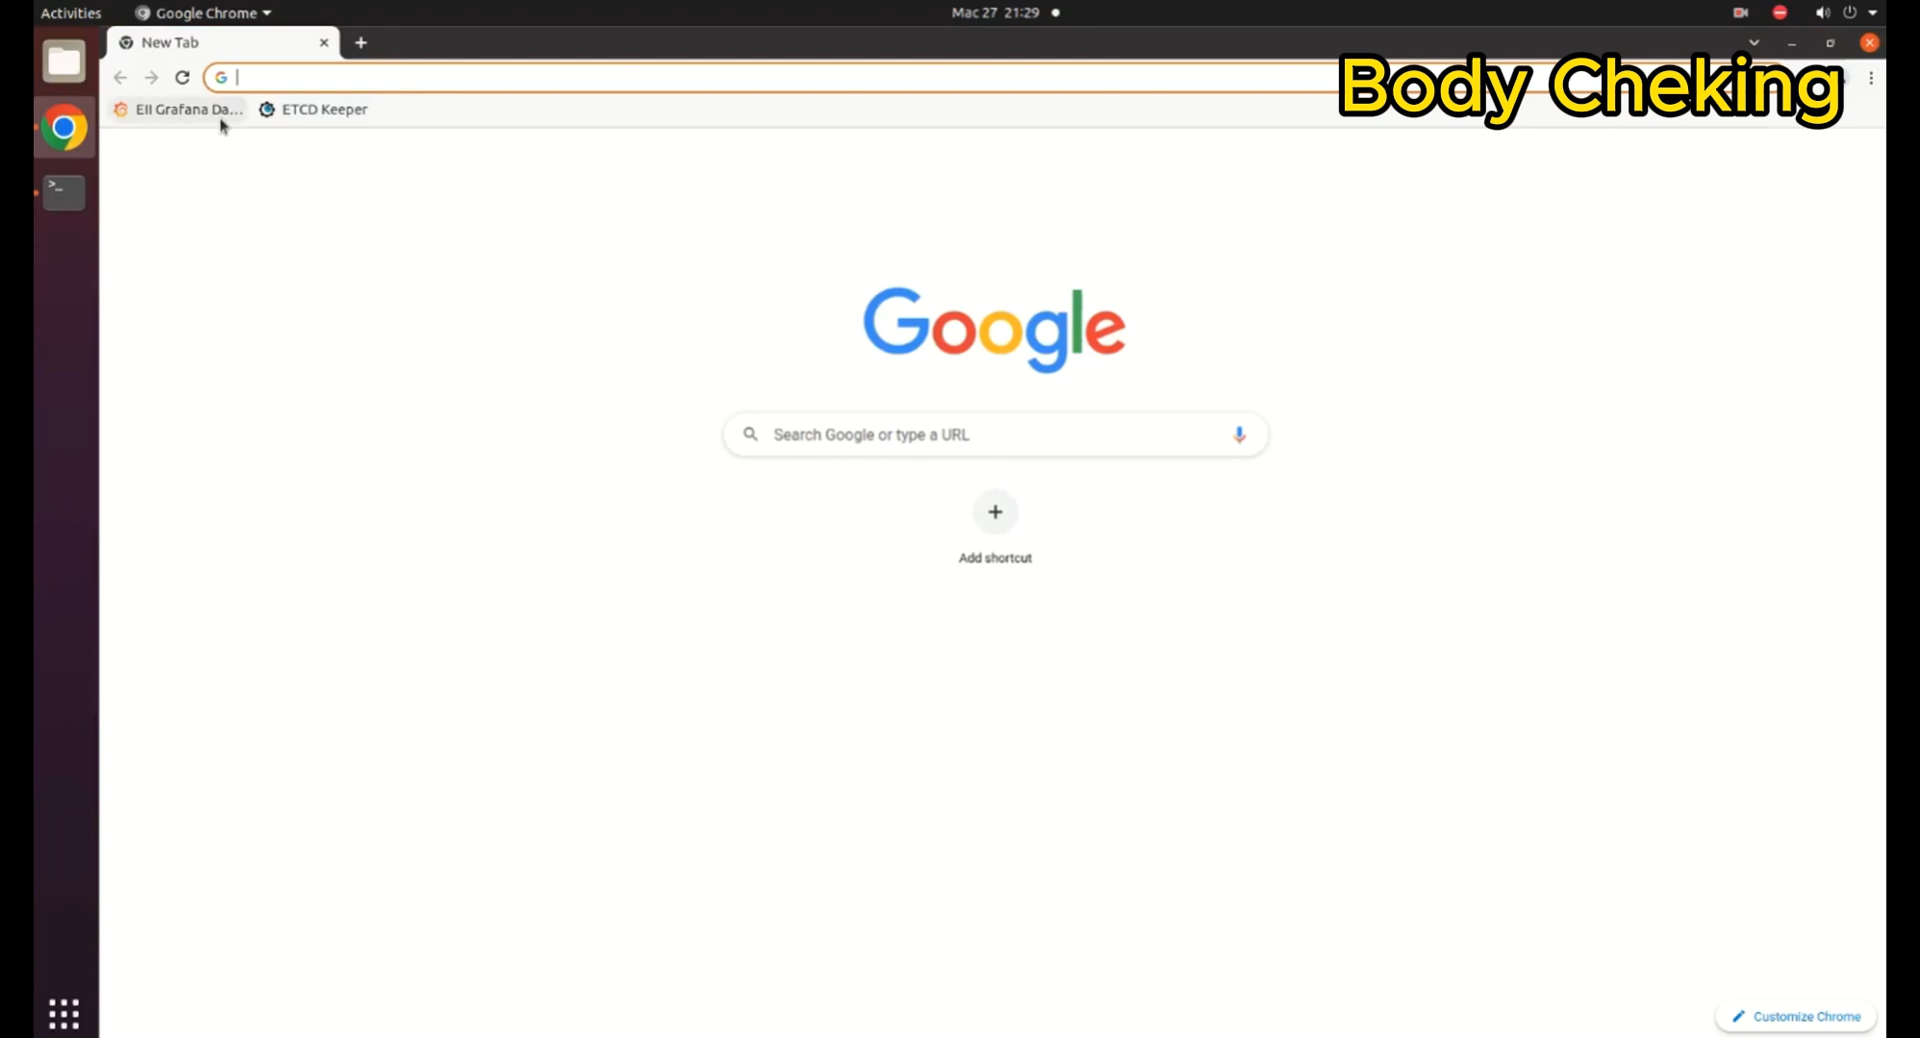 Activities Google Chrome Mac 27 21:29
New Tab
Body Cheking
EII Grafana Da... ETCD Keeper
Google
Search Google or type a URL
Add shortcut
Customize Chrome